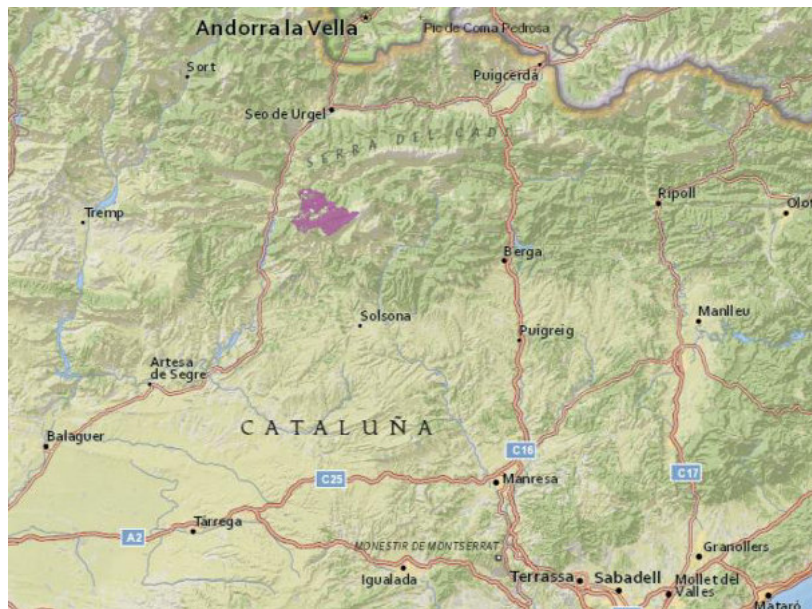 Andorra la Vella
Pic de Coma Pedrosa
Sort
Puigcerdá
Seo de Urgel
SERRA DEL CADÍ
Tremp
Ripoll
Olot
Berga
Solsona
Manlleu
Puigreig
Artesa
de Segre
CATALUÑA
Balaguer
C16
Manresa
C25
C17
Tárrega
A2
MONESTIR DE MONTSERRAT
Granollers
Igualada
Terrassa
Sabadell
Mollet del
Valles
Mataró